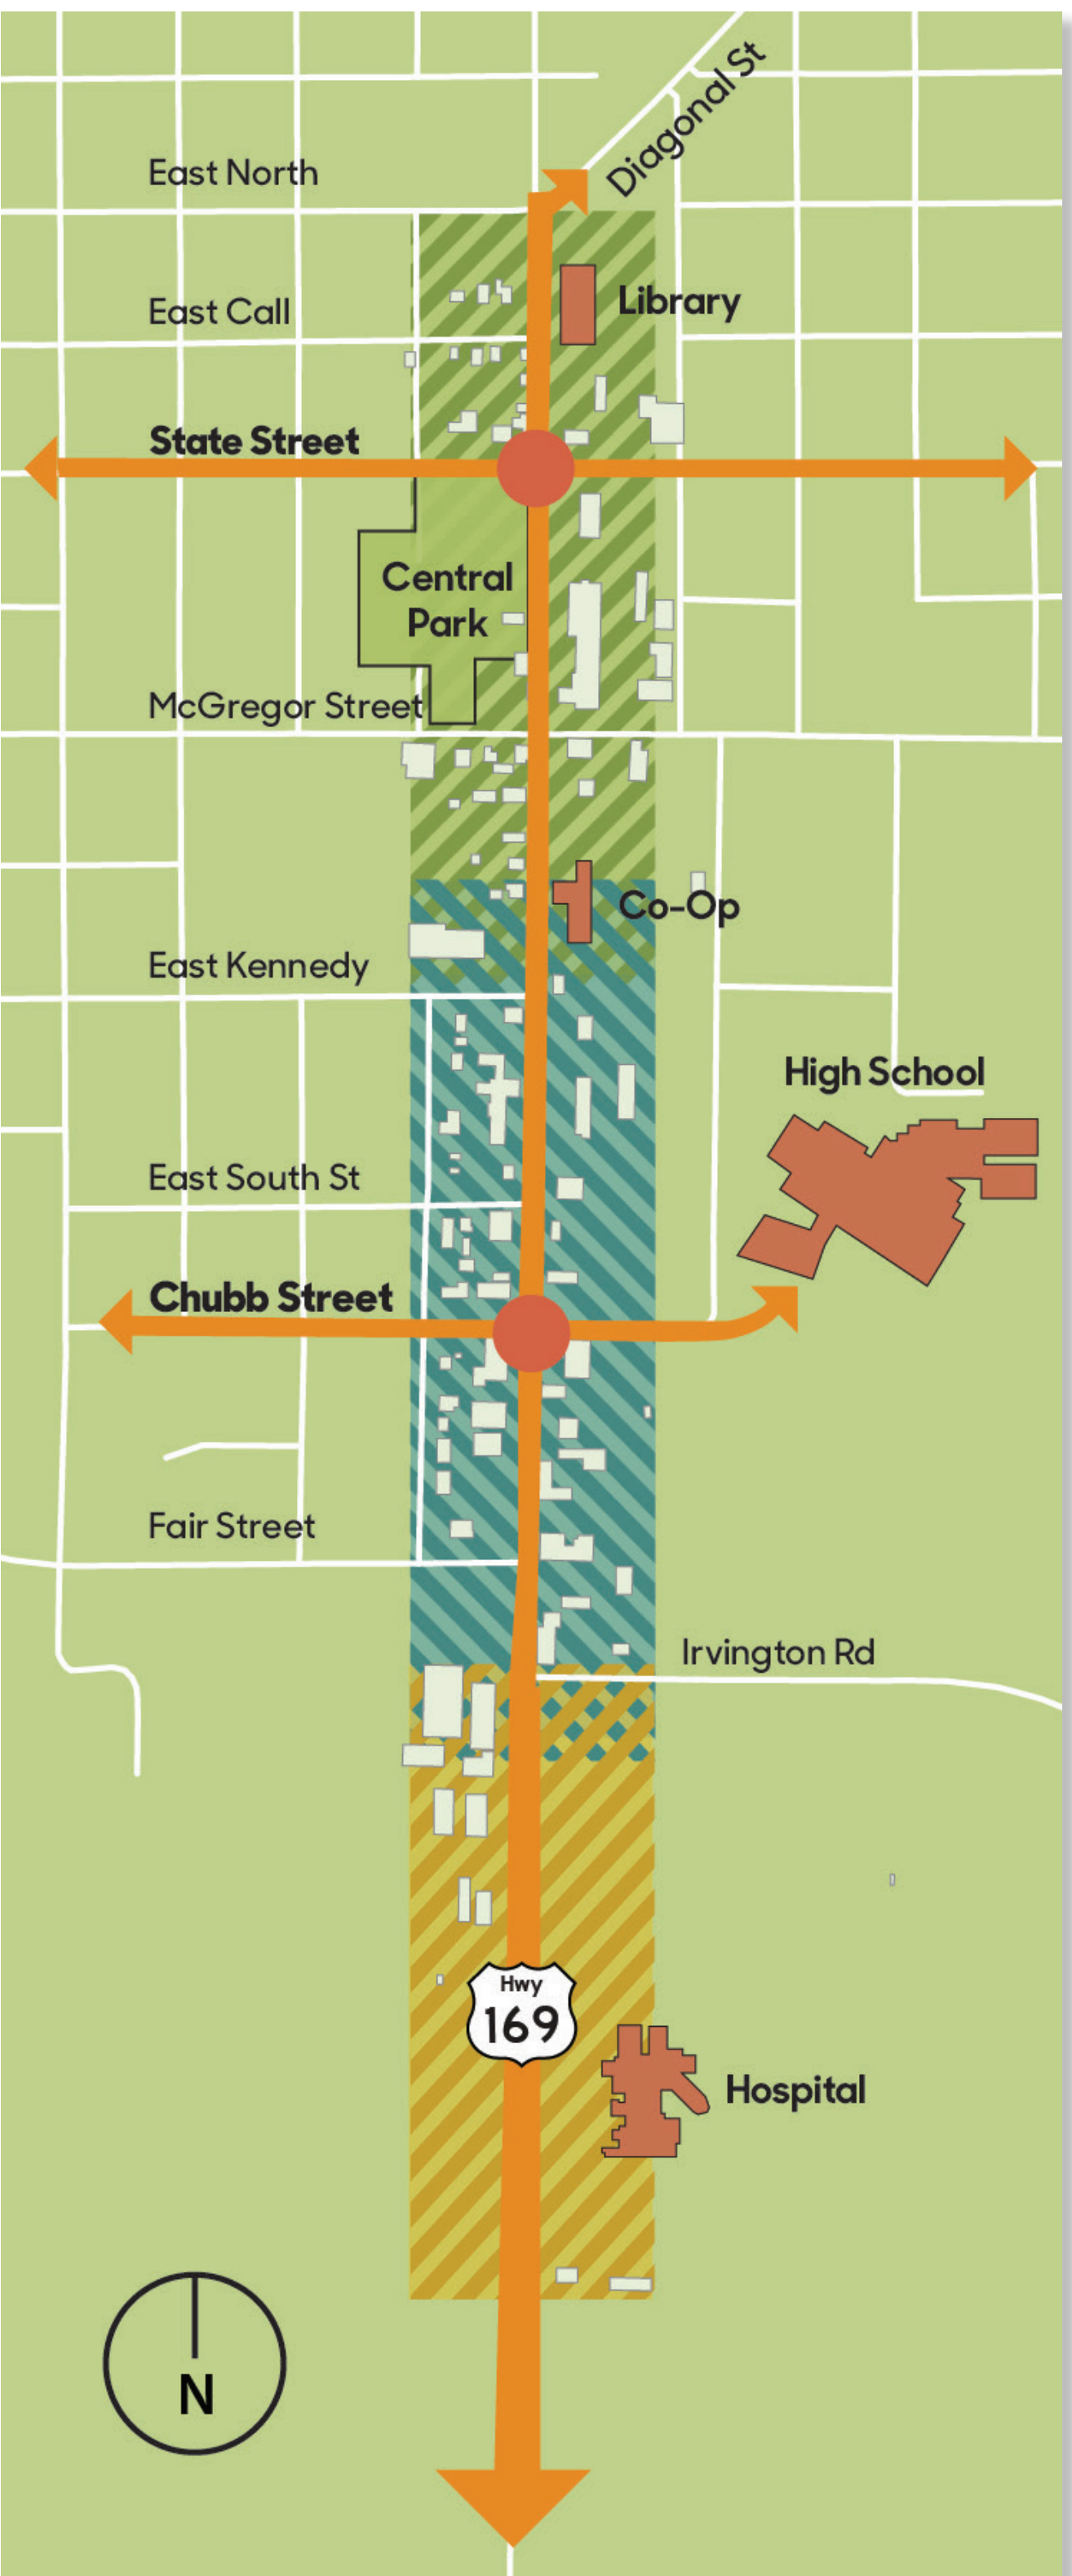 Diagonal St
East North
Library
East Call
State Street
Central
Park
McGregor Street
Co-Op
East Kennedy
High School
East South St
Chubb Street
Fair Street
Irvington Rd
Hwy
169
Hospital
N